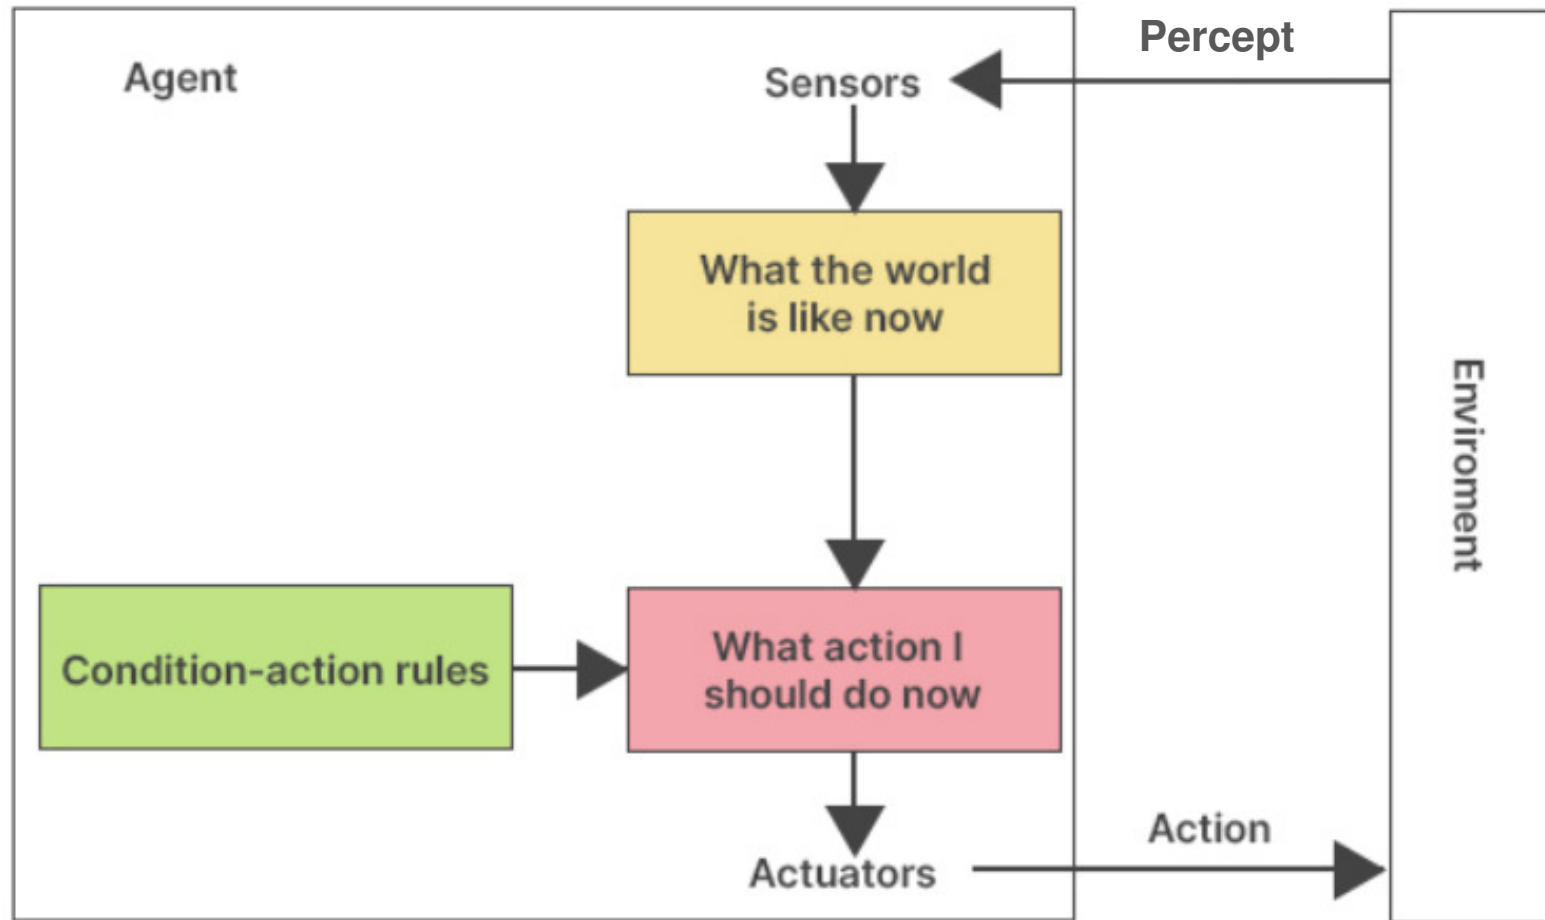 Agent
Sensors
Percept
What the world
is like now
Enviroment
Condition-action rules
What action I
should do now
Action
Actuators